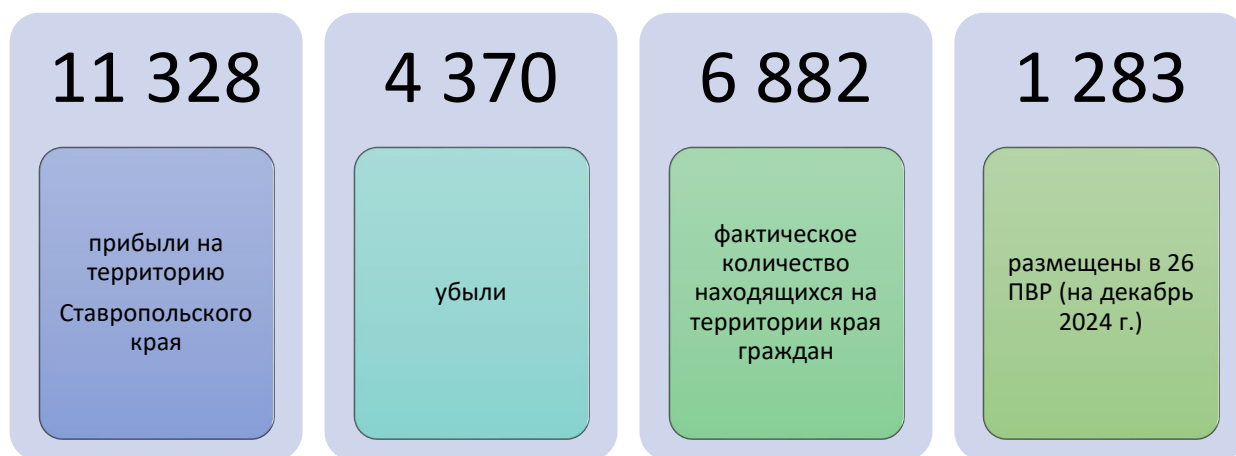 11 328
прибыли на
территорию
Ставропольского
края
4 370
убыли
6 882
фактическое
количество
находящихся на
территории края
граждан
1 283
размещены в 26
ПВР (на декабрь
2024 г.)